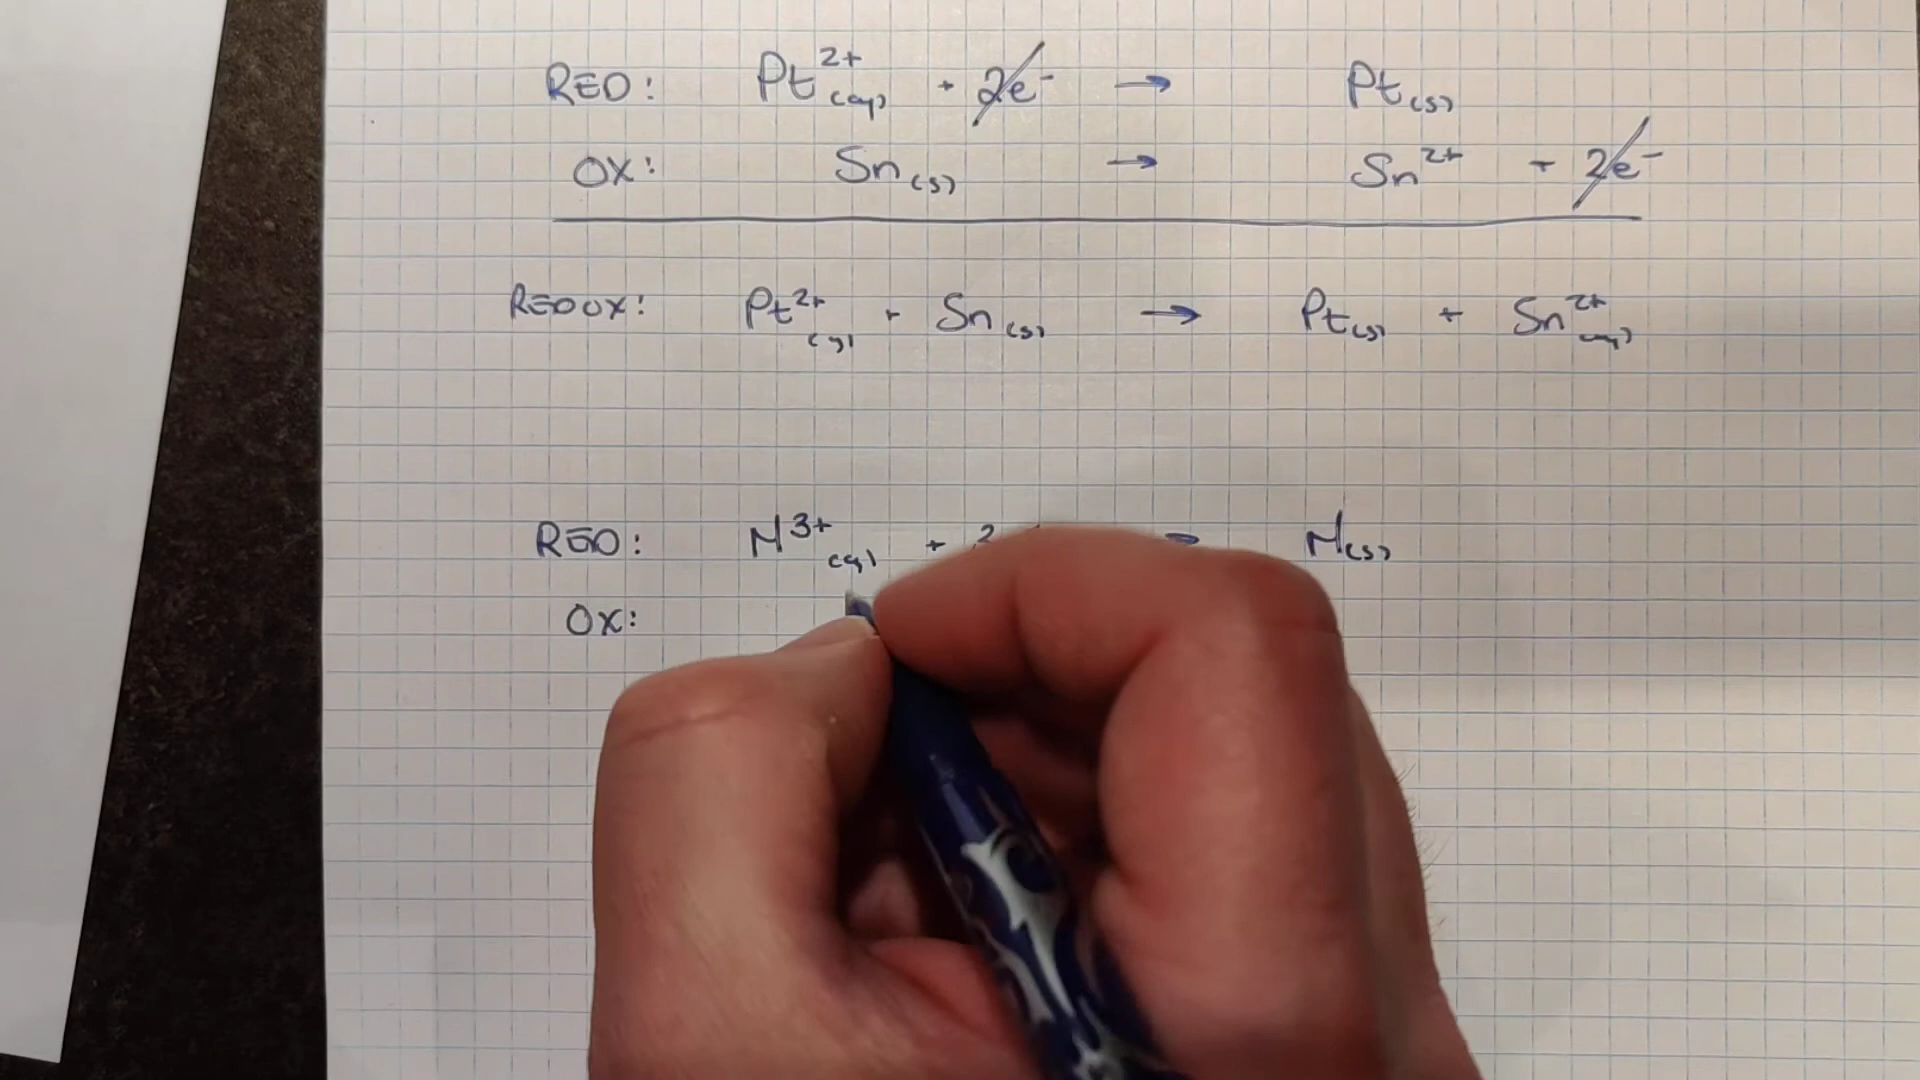 RED: Pt²⁺(aq) + 2e⁻ → Pt(s)
OX: Sn(s) → Sn²⁺ + 2e⁻
REDOX: Pt²⁺(aq) + Sn(s) → Pt(s) + Sn²⁺(aq)
RED: M³⁺(aq) + M(s)
OX: